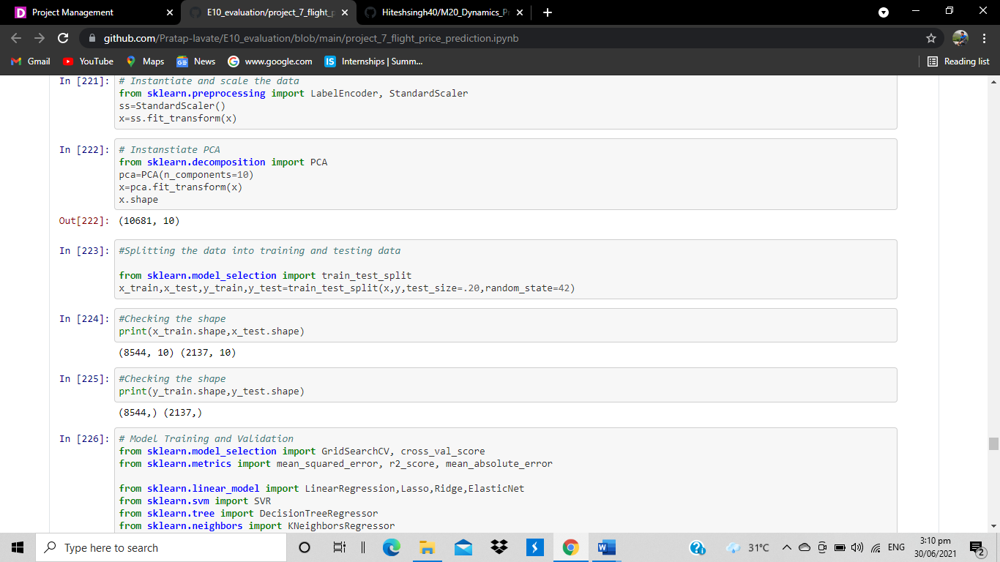 Project Management
E10_evaluation/project_7_flight_p
Hiteshsingh40/M20_Dynamics_Pr
github.com/Pratap-lavate/E10_evaluation/blob/main/project_7_flight_price_prediction.ipynb
Gmail YouTube Maps News www.google.com Internships | Summ... Reading list
In [221]: # Instantiate and scale the data
from sklearn.preprocessing import LabelEncoder, StandardScaler
ss=StandardScaler()
x=ss.fit_transform(x)
In [222]: # Instanstiate PCA
from sklearn.decomposition import PCA
pca=PCA(n_components=10)
x=pca.fit_transform(x)
x.shape
Out[222]: (10681, 10)
In [223]: #Splitting the data into training and testing data
from sklearn.model_selection import train_test_split
x_train,x_test,y_train,y_test=train_test_split(x,y,test_size=.20,random_state=42)
In [224]: #Checking the shape
print(x_train.shape,x_test.shape)
(8544, 10) (2137, 10)
In [225]: #Checking the shape
print(y_train.shape,y_test.shape)
(8544,) (2137,)
In [226]: # Model Training and Validation
from sklearn.model_selection import GridSearchCV, cross_val_score
from sklearn.metrics import mean_squared_error, r2_score, mean_absolute_error
from sklearn.linear_model import LinearRegression,Lasso,Ridge,ElasticNet
from sklearn.svm import SVR
from sklearn.tree import DecisionTreeRegressor
from sklearn.neighbors import KNeighborsRegressor
Type here to search
31°C
ENG
3:10 pm
30/06/2021
2